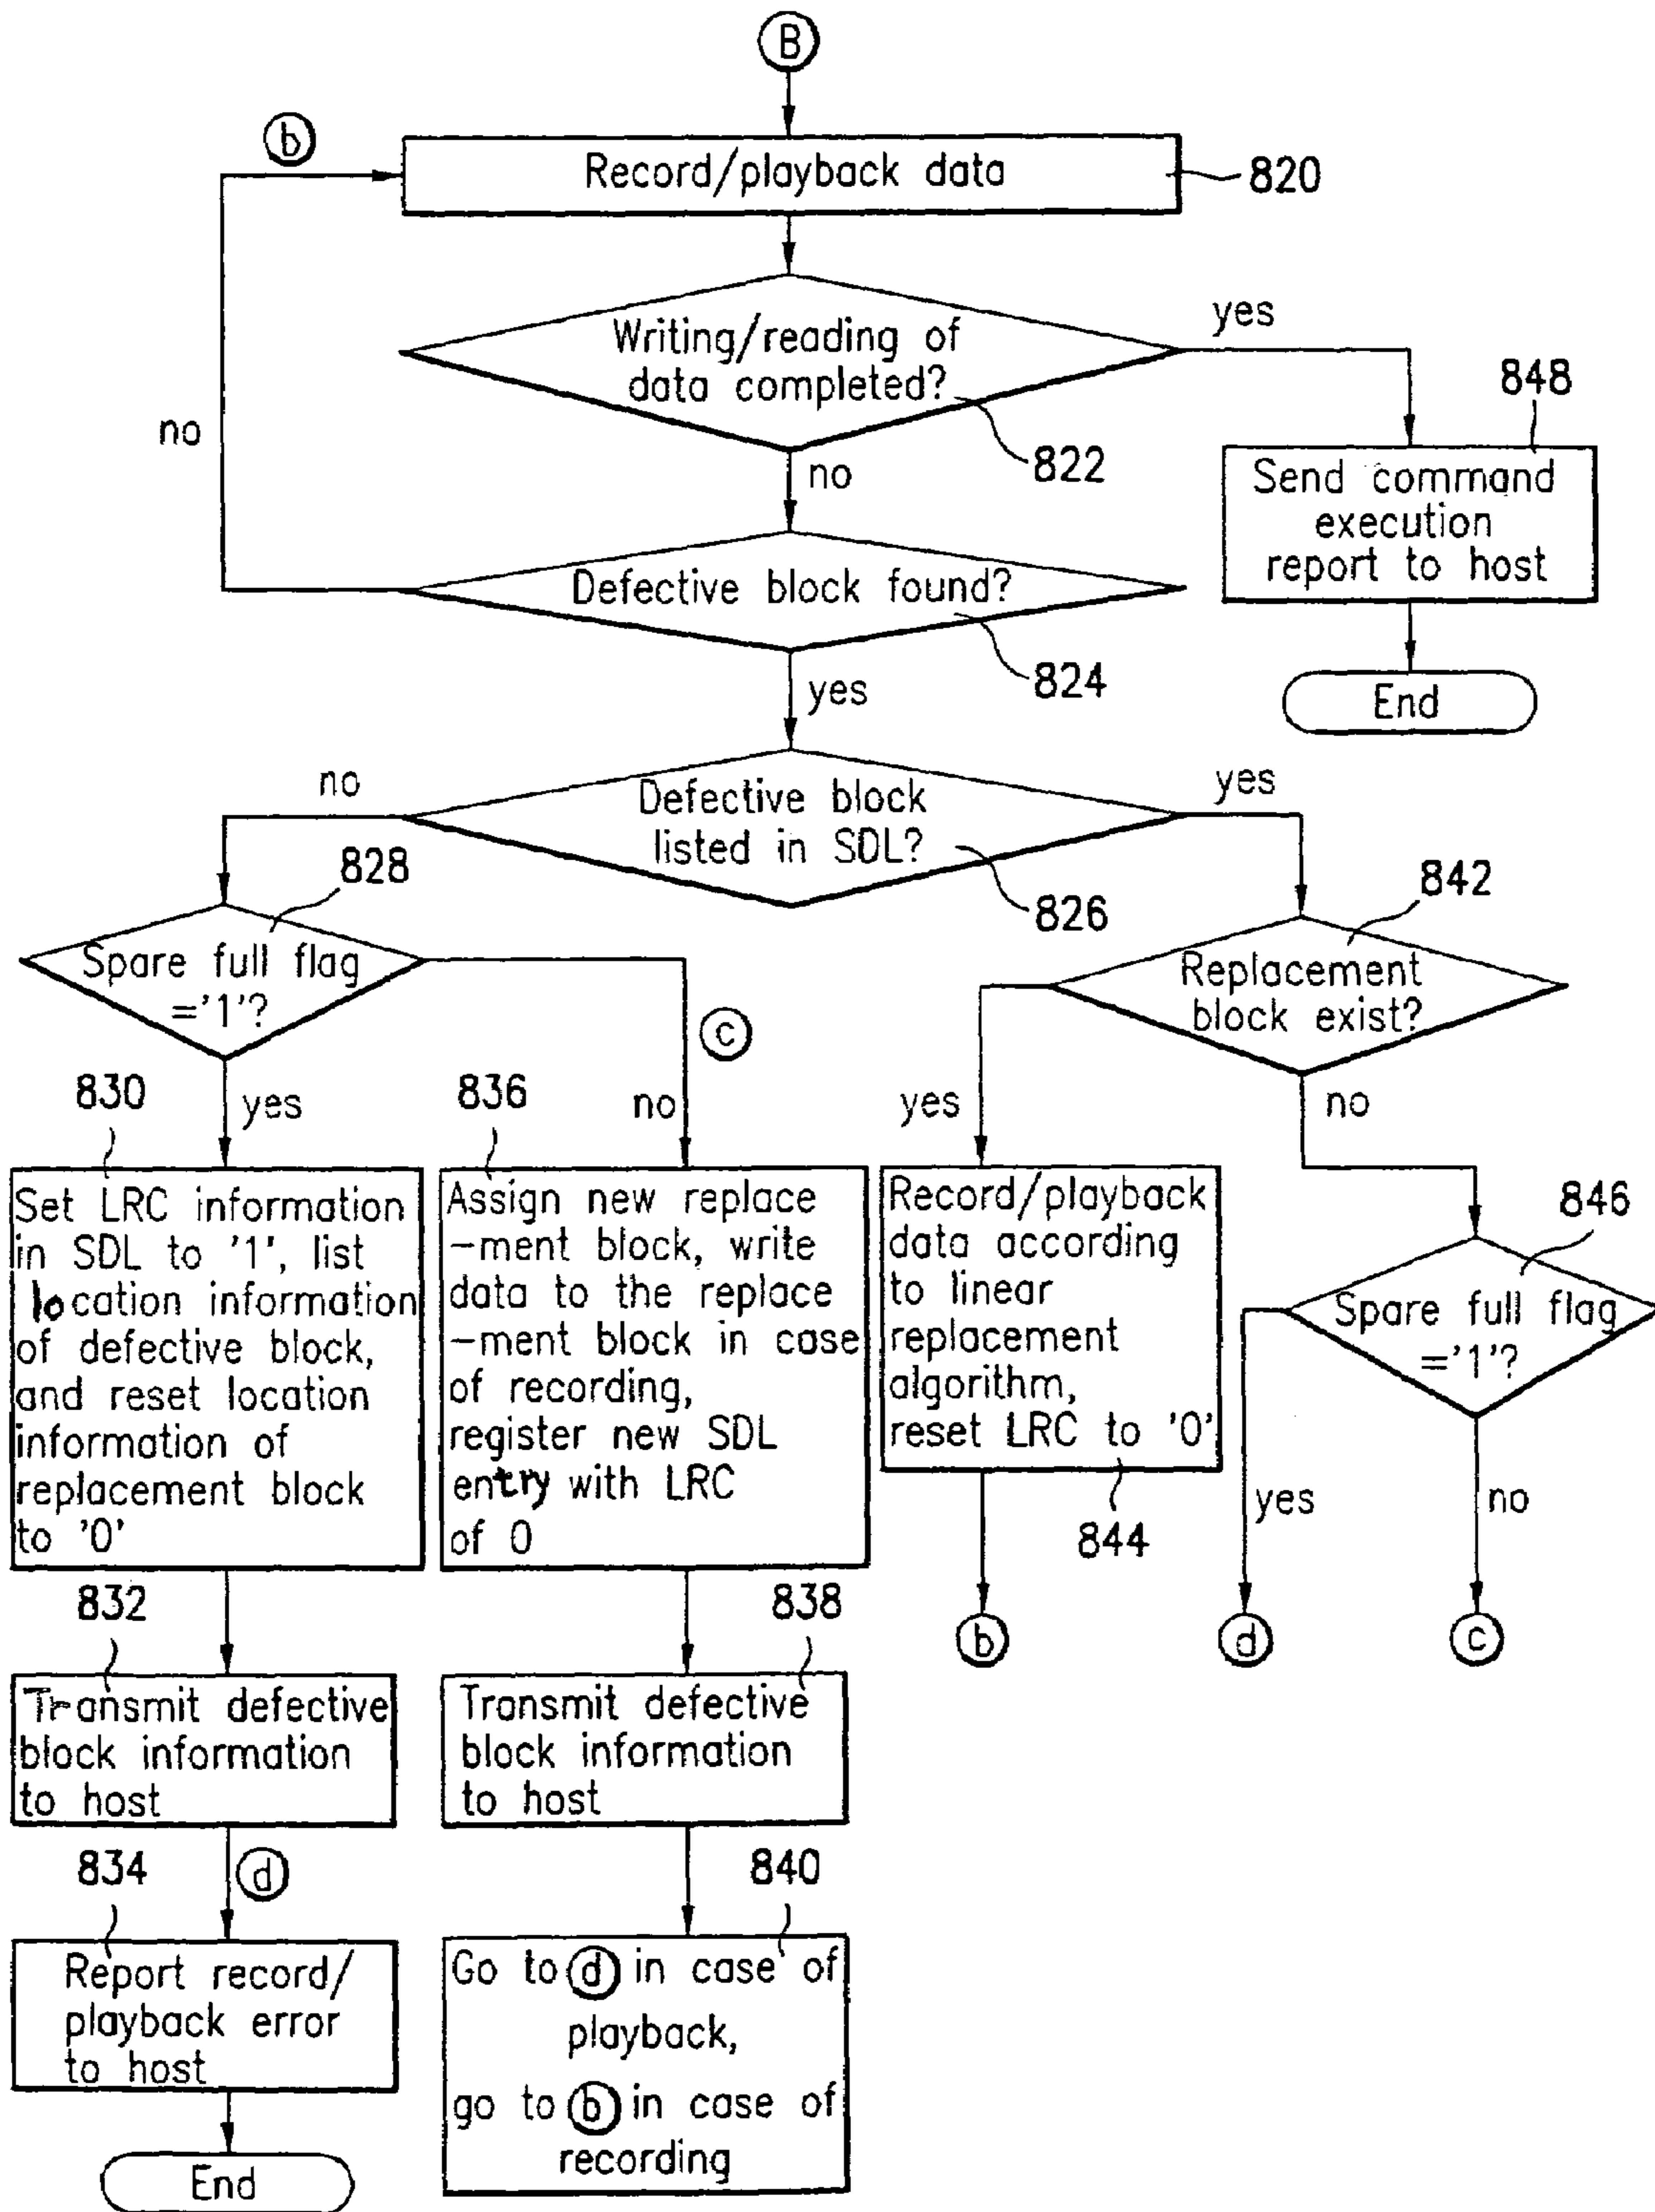 B
b
Record/playback data
820
Writing/reading of
data completed?
yes
822
no
848
Send command
execution
report to host
End
no
Defective block found?
824
yes
no
Defective block
listed in SDL?
yes
826
828
Spare full flag
='1'?
c
842
Replacement
block exist?
830
yes
836
no
yes
no
Set LRC information
in SDL to '1', list
location information
of defective block,
and reset location
information of
replacement block
to '0'
Assign new replace
-ment block, write
data to the replace
-ment block in case
of recording,
register new SDL
entry with LRC
of 0
Record/playback
data according
to linear
replacement
algorithm,
reset LRC to '0'
844
846
Spare full flag
='1'?
yes
no
b
d
c
832
Transmit defective
block information
to host
838
Transmit defective
block information
to host
834
d
Report record/
playback error
to host
End
840
Go to d in case of
playback,
go to b in case of
recording